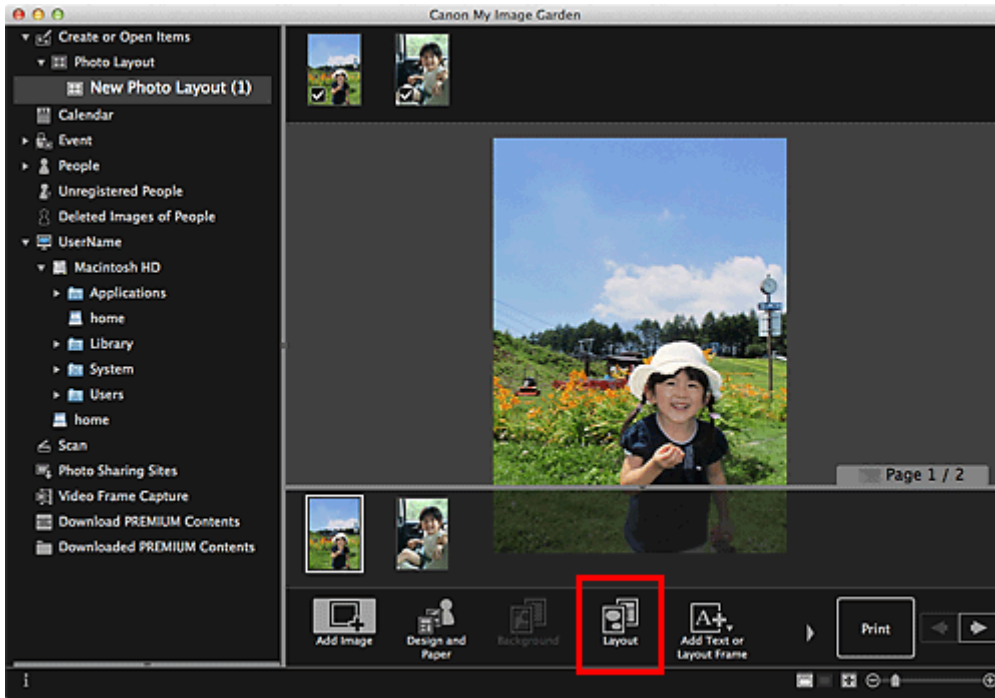 Canon My Image Garden
Create or Open Items
Photo Layout
New Photo Layout (1)
Calendar
Event
People
Unregistered People
Deleted Images of People
UserName
Macintosh HD
Applications
home
Library
System
Users
home
Scan
Photo Sharing Sites
Video Frame Capture
Download PREMIUM Contents
Downloaded PREMIUM Contents
Page 1 / 2
Add Image
Design and
Paper
Background
Layout
Add Text or
Layout Frame
Print